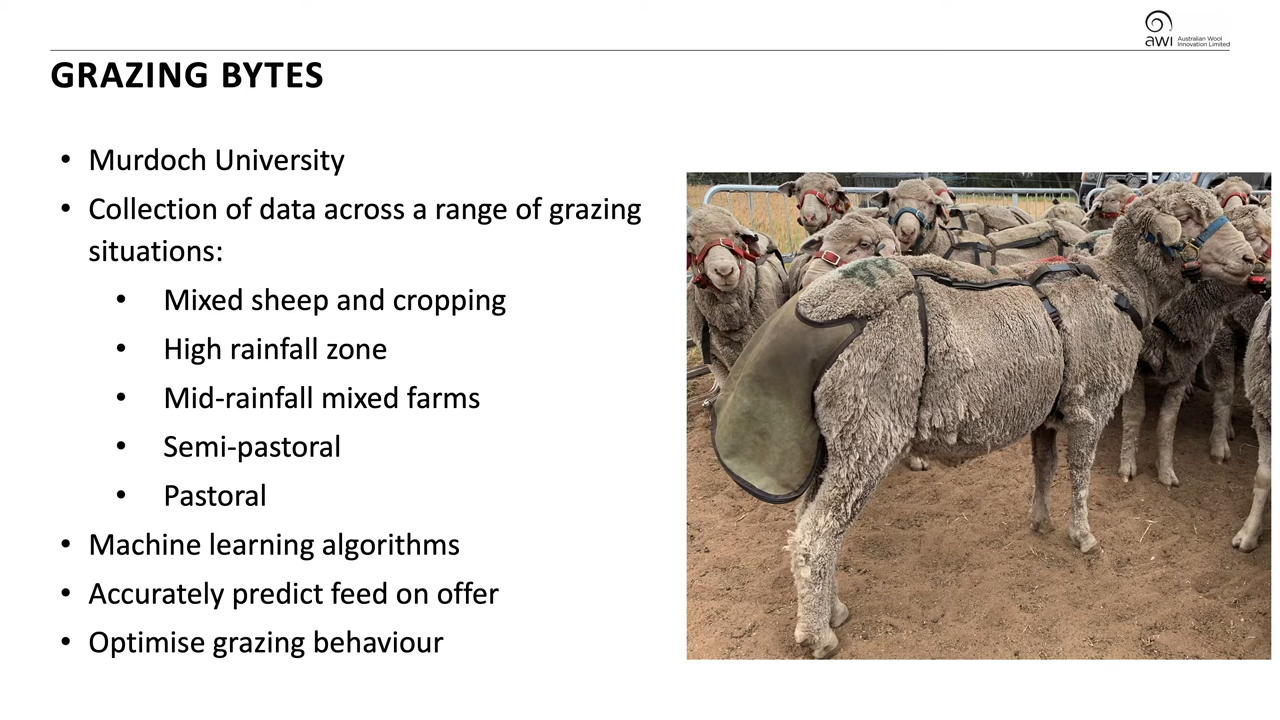 awi Australian Wool
Innovation Limited
GRAZING BYTES
• Murdoch University
• Collection of data across a range of grazing
situations:
• Mixed sheep and cropping
• High rainfall zone
• Mid-rainfall mixed farms
• Semi-pastoral
• Pastoral
• Machine learning algorithms
• Accurately predict feed on offer
• Optimise grazing behaviour